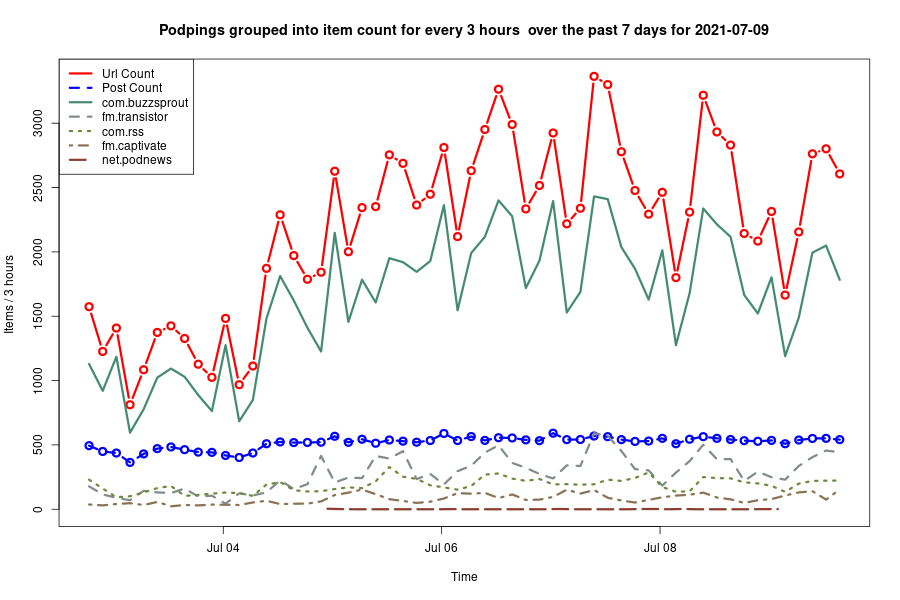 Podpings grouped into item count for every 3 hours  over the past 7 days for 2021-07-09
Url Count
Post Count
com.buzzsprout
fm.transistor
com.rss
fm.captivate
net.podnews
Items / 3 hours
3000
2500
2000
1500
1000
500
0
Jul 04
Jul 06
Jul 08
Time